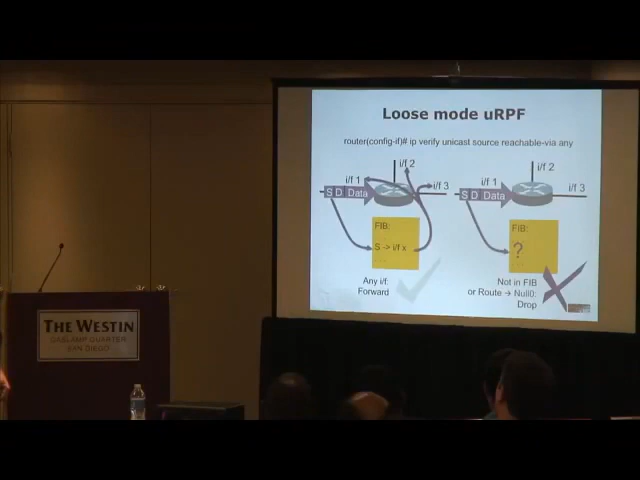 Loose mode uRPF
router(config-if)# ip verify unicast source reachable-via any
i/f 2
i/f 1
i/f 3
S D Data
FIB:
S -> i/f x
. . .
Any i/f:
Forward
i/f 2
i/f 1
i/f 3
S D Data
FIB:
?
. . .
Not in FIB
or Route → Null0:
Drop
THE WESTIN
GASLAMP QUARTER
SAN DIEGO